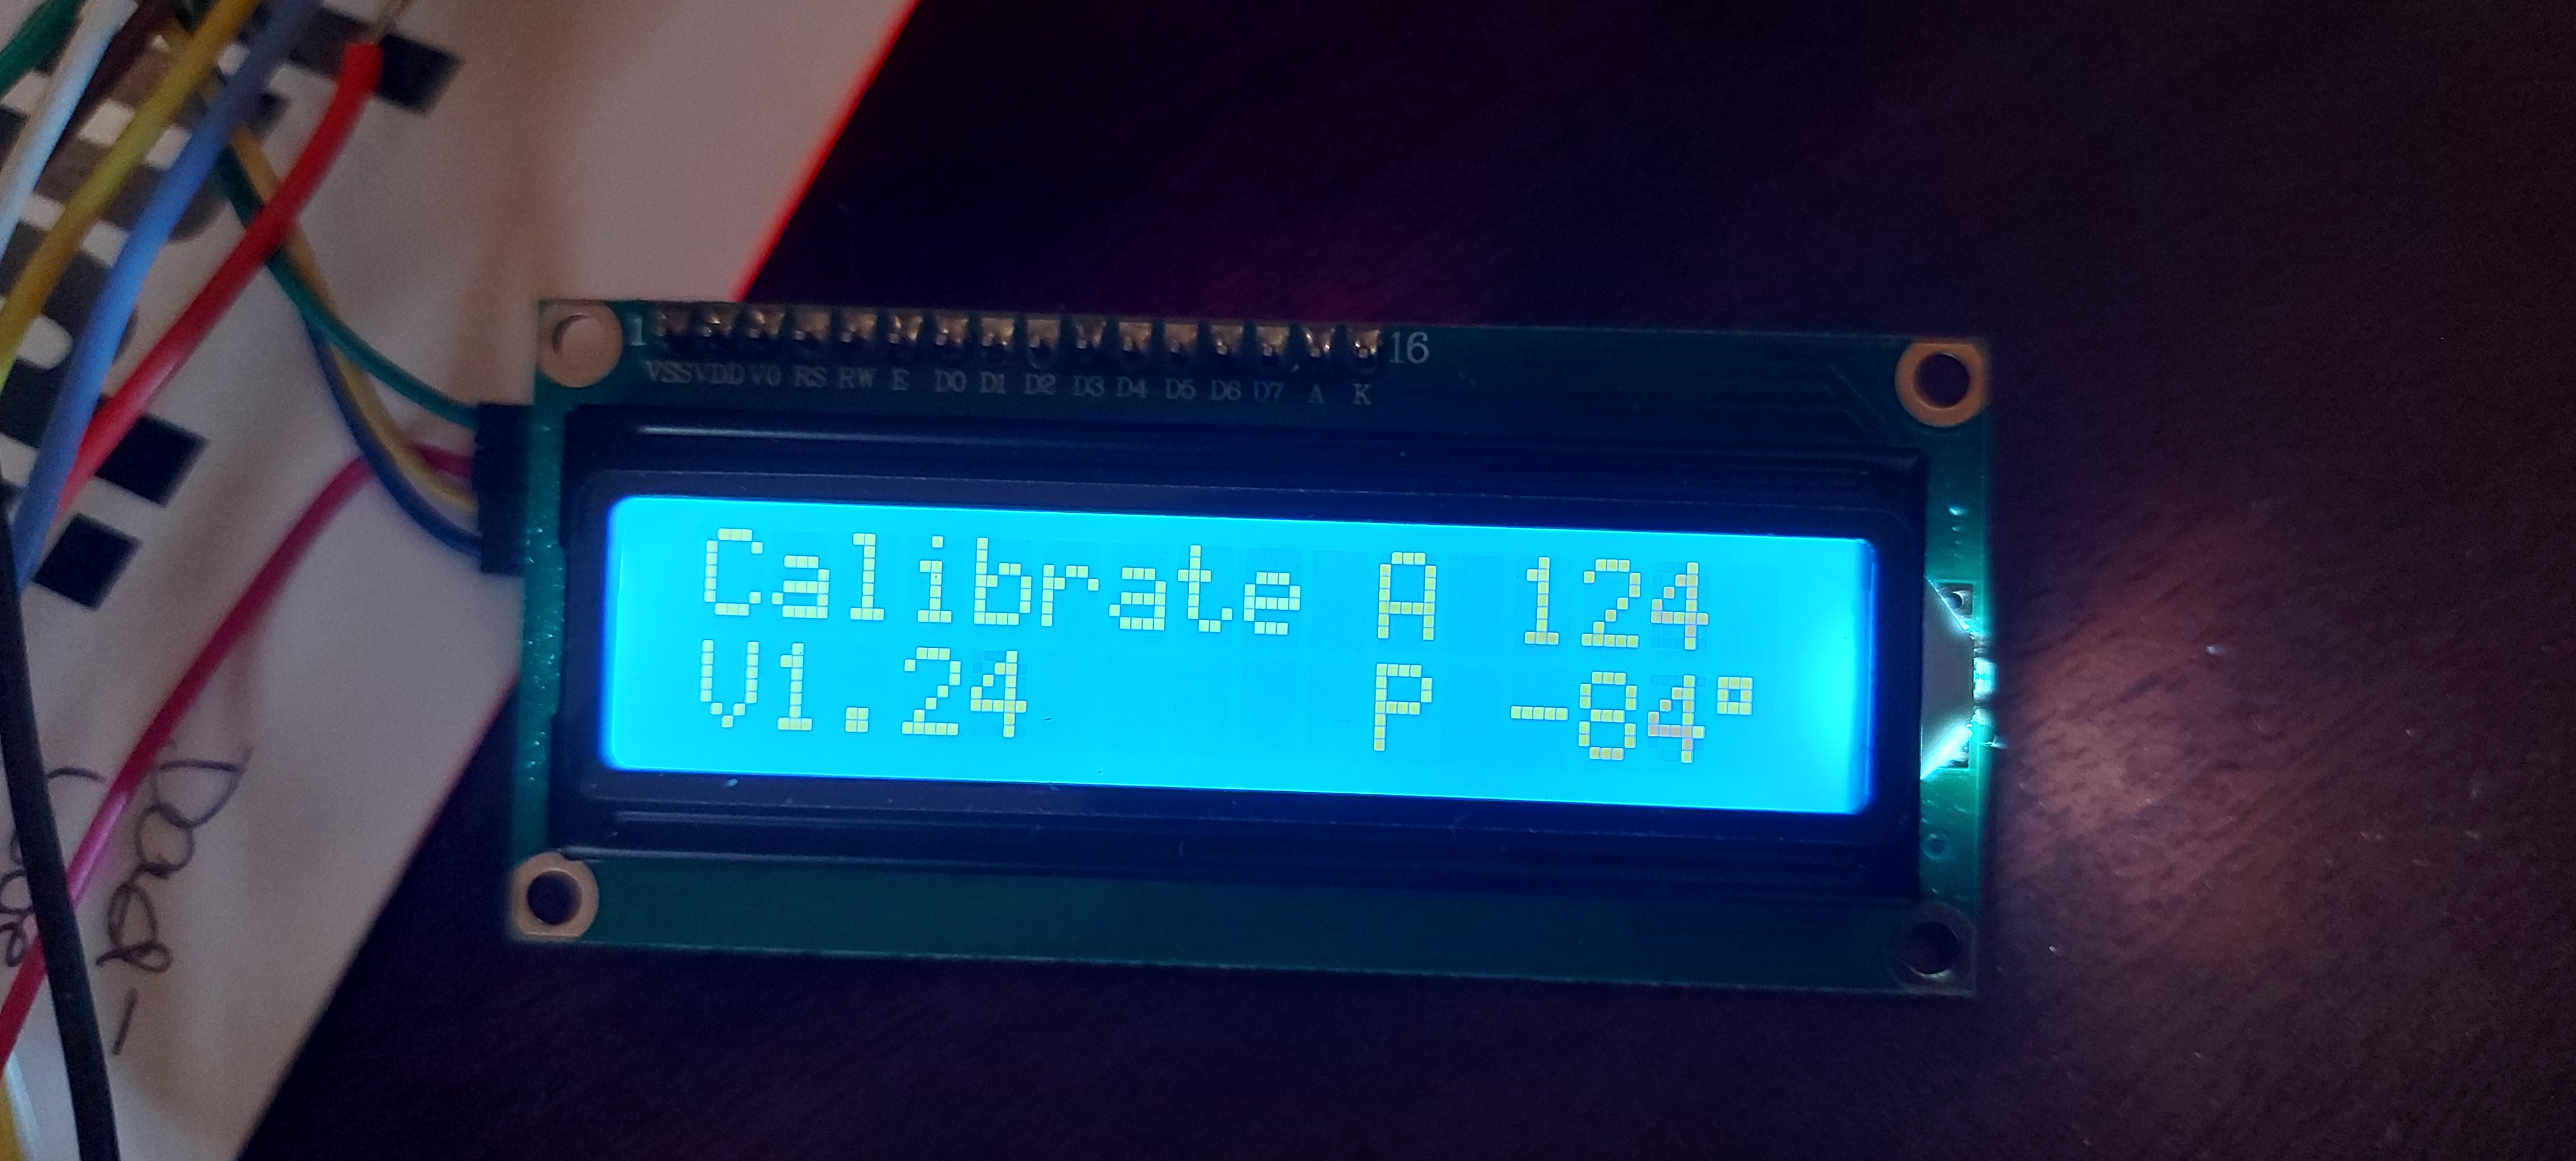 Calibrate A 124
V1.24 P -84°
1 VSS VDD V0 RS RW E D0 D1 D2 D3 D4 D5 D6 D7 A K 16
Dad-